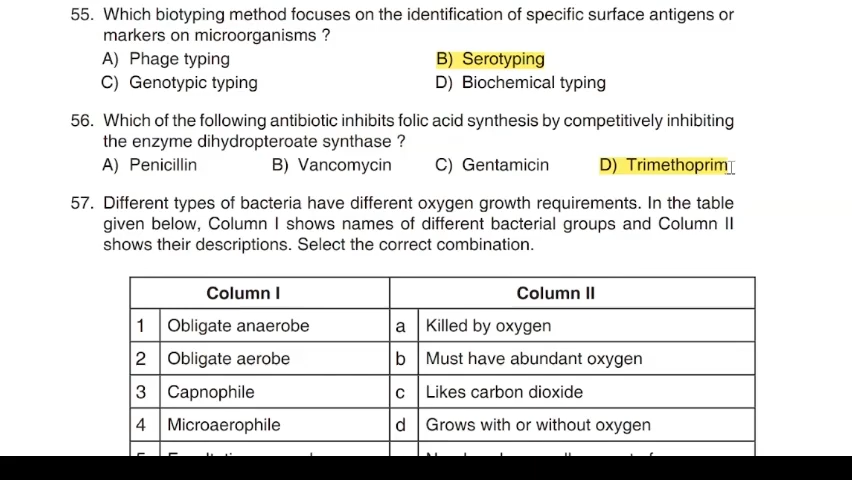 55. Which biotyping method focuses on the identification of specific surface antigens or
markers on microorganisms ?
A) Phage typing B) Serotyping
C) Genotypic typing D) Biochemical typing
56. Which of the following antibiotic inhibits folic acid synthesis by competitively inhibiting
the enzyme dihydropteroate synthase ?
A) Penicillin B) Vancomycin C) Gentamicin D) Trimethoprim
57. Different types of bacteria have different oxygen growth requirements. In the table
given below, Column I shows names of different bacterial groups and Column II
shows their descriptions. Select the correct combination.
Column I Column II
1 Obligate anaerobe a Killed by oxygen
2 Obligate aerobe b Must have abundant oxygen
3 Capnophile c Likes carbon dioxide
4 Microaerophile d Grows with or without oxygen